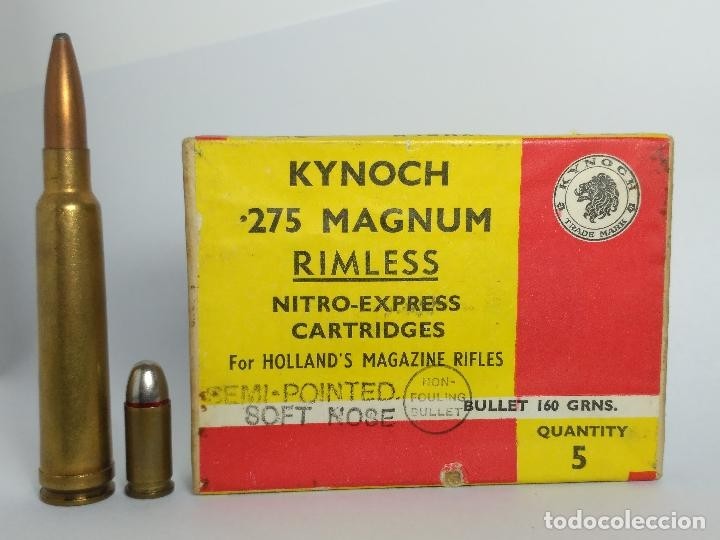 KYNOCH
.275 MAGNUM
RIMLESS
NITRO-EXPRESS
CARTRIDGES
For HOLLAND'S MAGAZINE RIFLES
SEMI-POINTED
SOFT NOSE
NON-
FOULING
BULLET
BULLET 160 GRNS.
QUANTITY
5
KYNOCH
TRADE MARK
todocoleccion